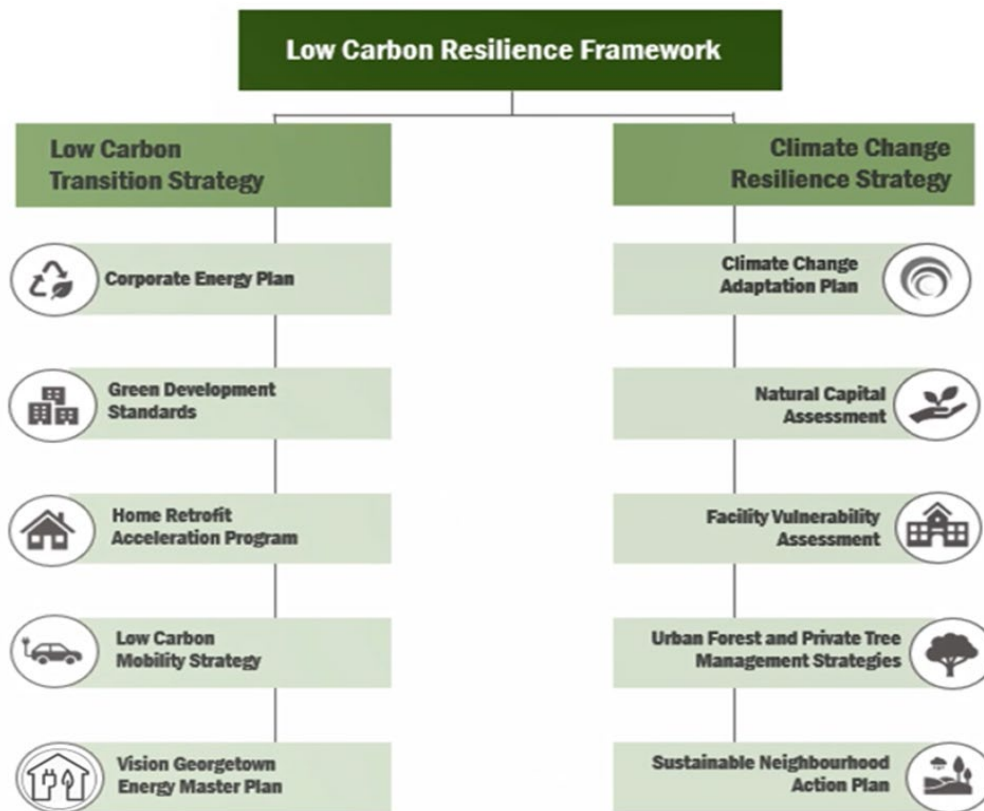 Low Carbon Resilience Framework
Low Carbon
Transition Strategy
Corporate Energy Plan
Green Development
Standards
Home Retrofit
Acceleration Program
Low Carbon
Mobility Strategy
Vision Georgetown
Energy Master Plan
Climate Change
Resilience Strategy
Climate Change
Adaptation Plan
Natural Capital
Assessment
Facility Vulnerability
Assessment
Urban Forest and Private Tree
Management Strategies
Sustainable Neighbourhood
Action Plan